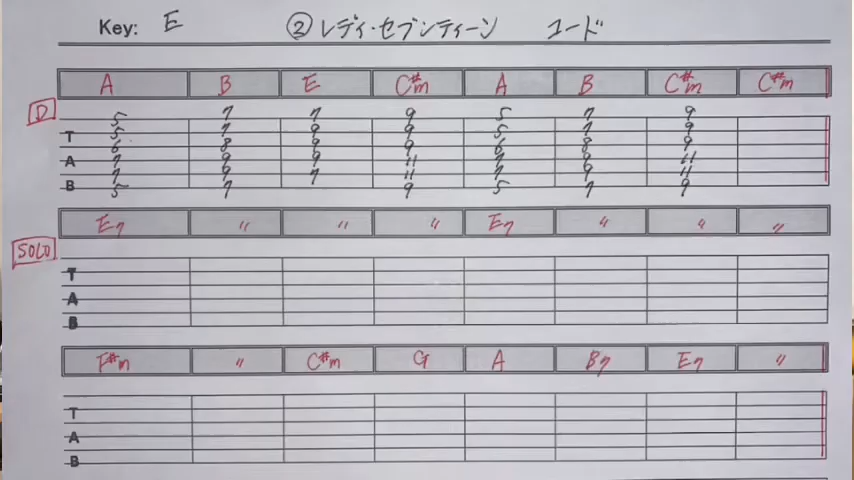 Key: E ②レディ・セブンティーン コード
A B E C#m A B C#m C#m
D
5 7 7 9 5 7 9
T 5 7 9 9 5 7 9
6 8 9 9 6 8 9
A 7 9 9 11 7 9 11
7 9 7 11 7 9 11
B 5 7 9 5 7 9
E7 〃 〃 〃 E7 〃 〃 〃
SOLO
T
A
B
F#m 〃 C#m G A B7 E7 〃
T
A
B